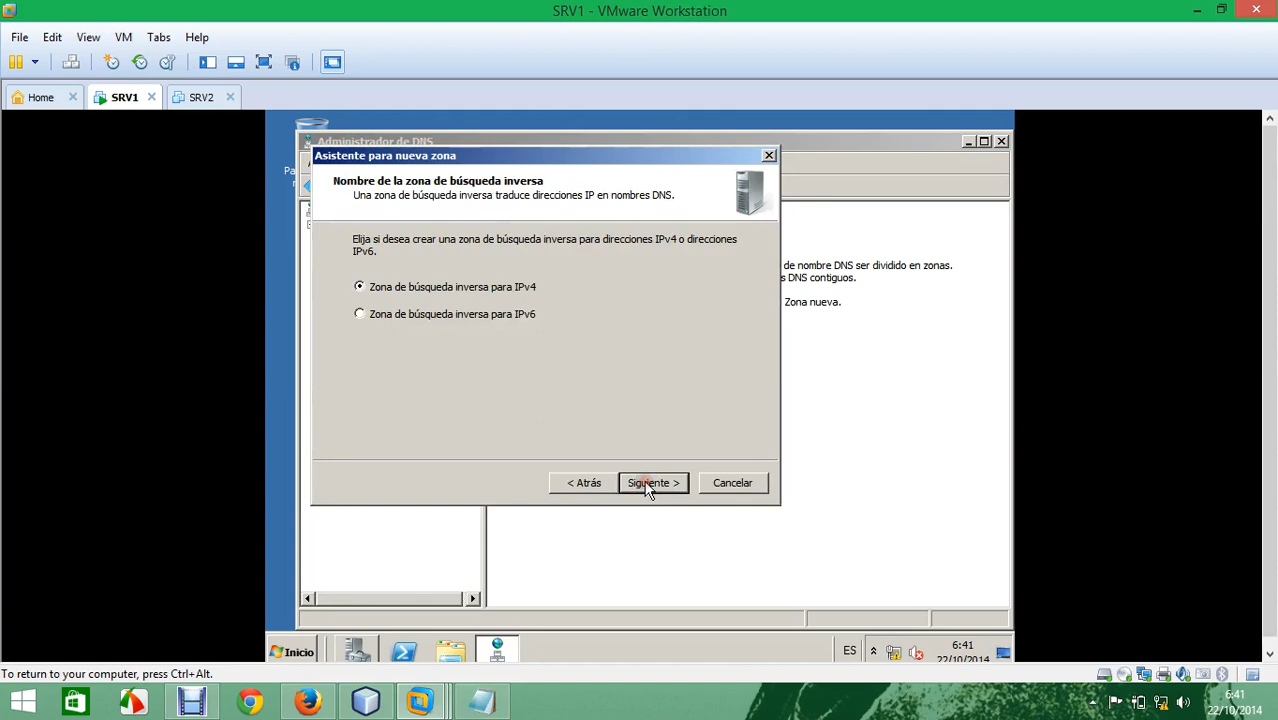 SRV1 - VMware Workstation
File Edit View VM Tabs Help
Home SRV1 SRV2
Administrador de DNS
Asistente para nueva zona
Nombre de la zona de búsqueda inversa
Una zona de búsqueda inversa traduce direcciones IP en nombres DNS.
Elija si desea crear una zona de búsqueda inversa para direcciones IPv4 o direcciones
IPv6.
de nombre DNS ser dividido en zonas.
s DNS contiguos.
Zona de búsqueda inversa para IPv4
Zona nueva.
Zona de búsqueda inversa para IPv6
< Atrás Siguiente > Cancelar
Inicio ES 6:41
22/10/2014
To return to your computer, press Ctrl+Alt.
6:41
22/10/2014